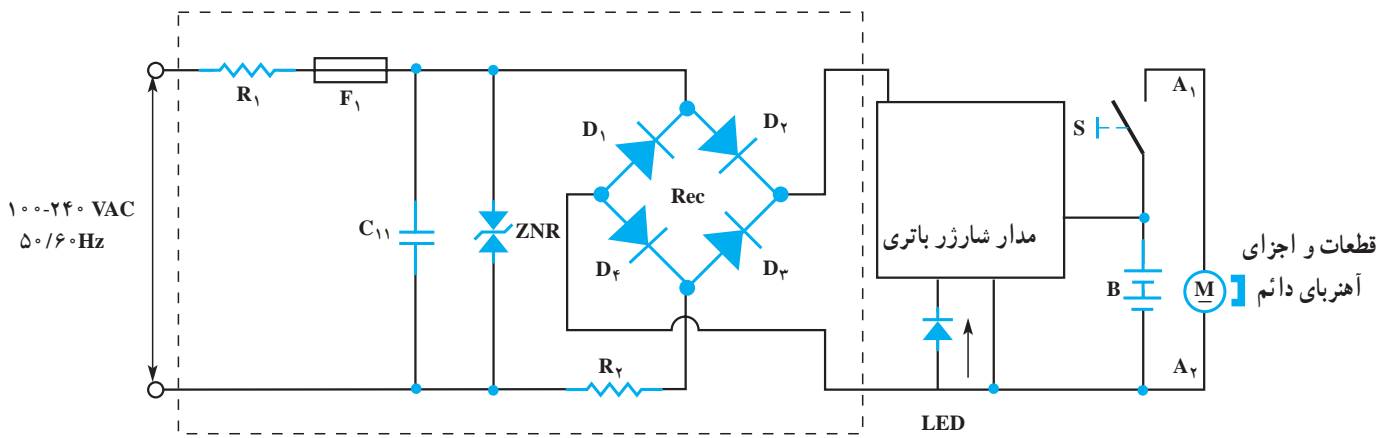 R۱
F۱
C۱۱
ZNR
D۱
D۲
Rec
D۴
D۳
R۲
۱۰۰-۲۴۰ VAC
۵۰/۶۰Hz
مدار شارژر باتری
LED
S
B
A۱
M
A۲
قطعات و اجزای
آهنربای دائم